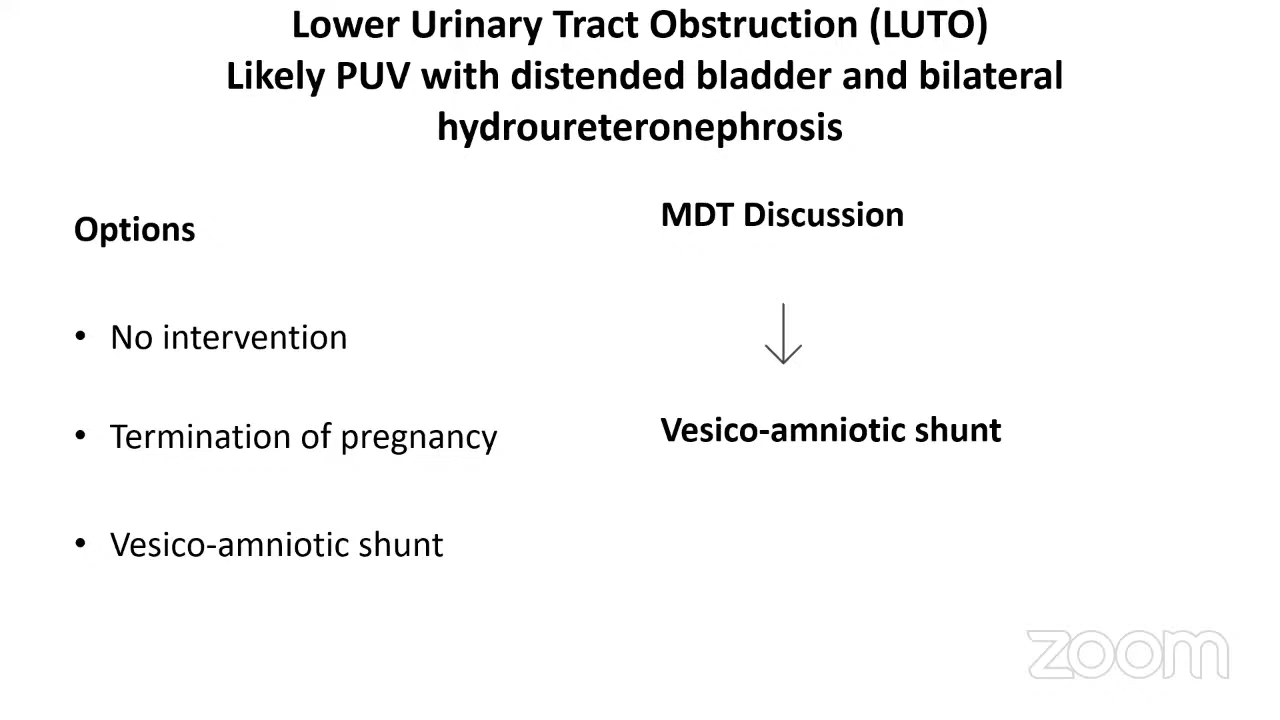 Lower Urinary Tract Obstruction (LUTO)
Likely PUV with distended bladder and bilateral
hydroureteronephrosis
Options
• No intervention
• Termination of pregnancy
• Vesico-amniotic shunt
MDT Discussion
Vesico-amniotic shunt
zoom